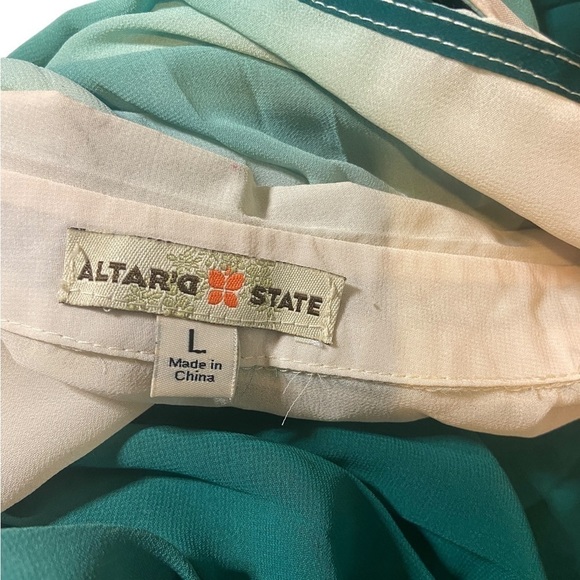 ALTAR'D STATE
L
Made in
China